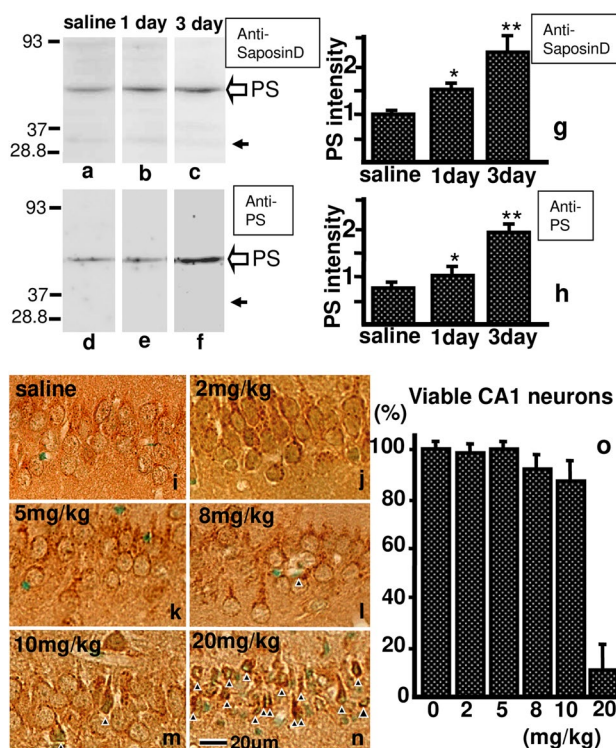 saline 1 day 3 day
Anti-
SaposinD
93
PS
37
28.8
a b c
Anti-
PS
93
PS
37
28.8
d e f
Anti-
SaposinD
PS intensity
2
1
g
saline 1day 3day
Anti-
PS
PS intensity
* **
2
1
h
* **
saline 1day 3day
saline
i
2mg/kg
j
5mg/kg
k
8mg/kg
l
10mg/kg
m
20mg/kg
n
20um
Viable CA1 neurons
(%)
o
100
80
60
40
20
0
0 2 5 8 10 20
(mg/kg)